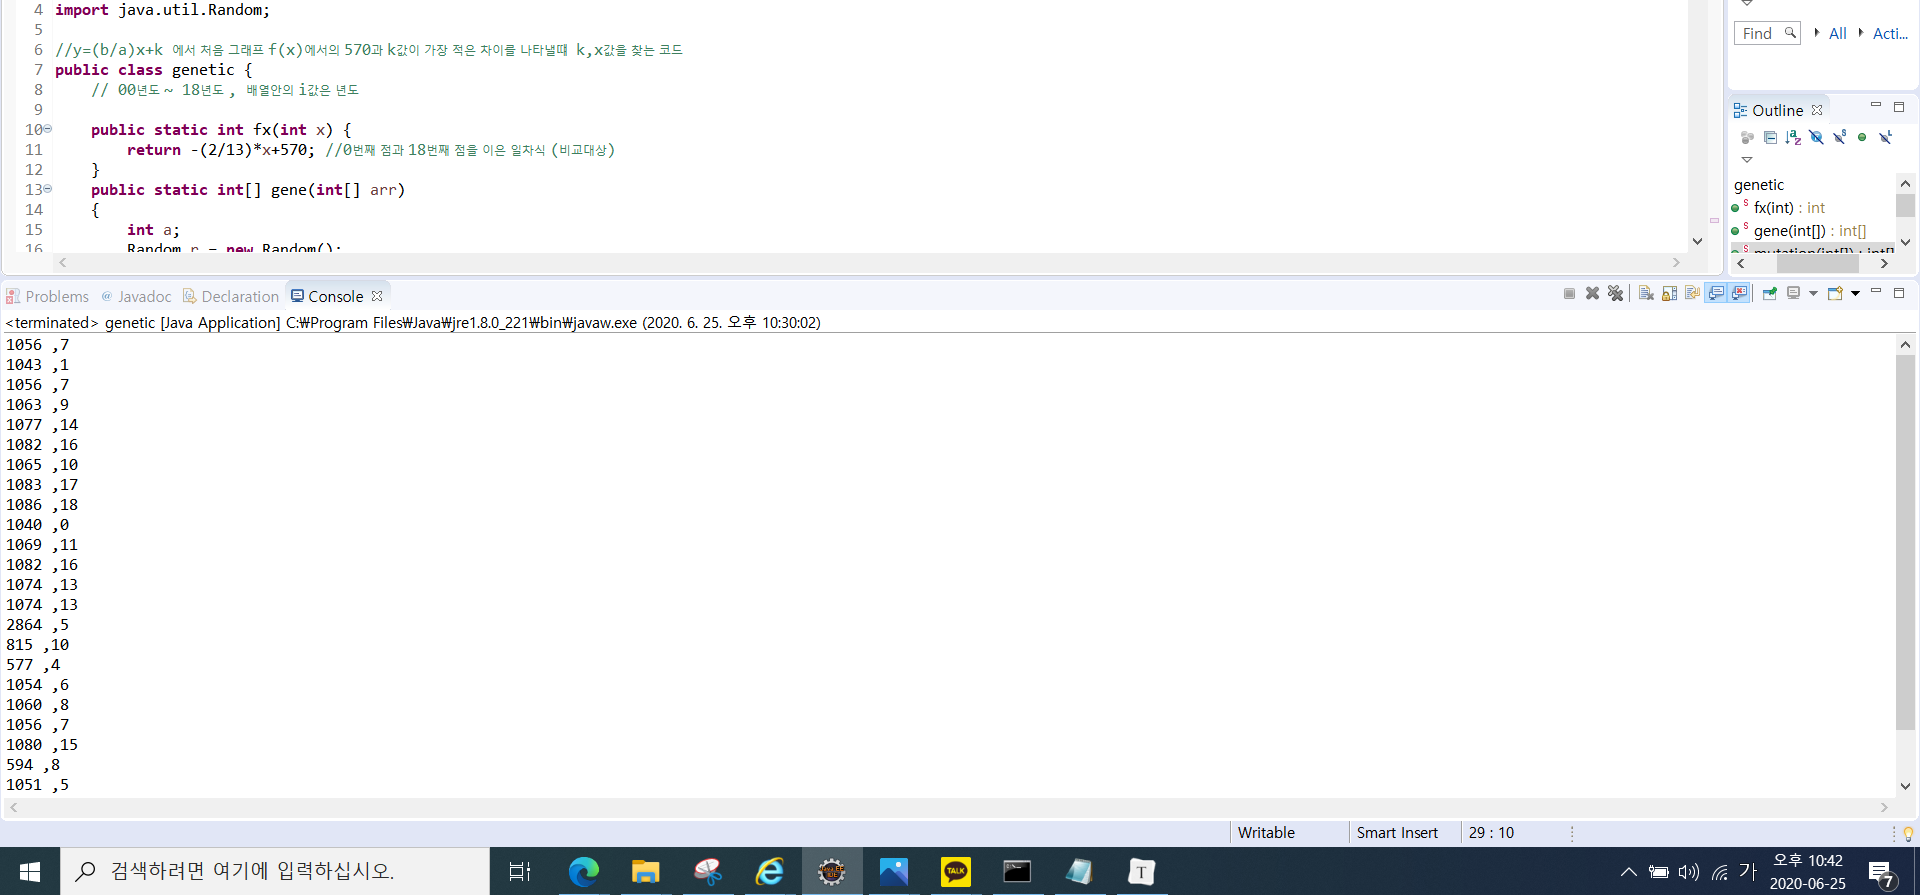 4 import java.util.Random;
5
6 //y=(b/a)x+k 에서 처음 그래프 f(x)에서의 570과 k값이 가장 적은 차이를 나타낼떄 k,x값을 찾는 코드
7 public class genetic {
8 // 00년도 ~ 18년도 , 배열안의 i값은 년도
9
10 public static int fx(int x) {
11 return -(2/13)*x+570; //0번째 점과 18번째 점을 이은 일차식 (비교대상)
12 }
13 public static int[] gene(int[] arr)
14 {
15 int a;
16 Random r = new Random();
Find
All
Acti...
Outline
genetic
fx(int) : int
gene(int[]) : int[]
mutation(int[]) : int[]
Problems @ Javadoc Declaration Console
<terminated> genetic [Java Application] C:₩Program Files₩Java₩jre1.8.0_221₩bin₩javaw.exe (2020. 6. 25. 오후 10:30:02)
1056 ,7
1043 ,1
1056 ,7
1063 ,9
1077 ,14
1082 ,16
1065 ,10
1083 ,17
1086 ,18
1040 ,0
1069 ,11
1082 ,16
1074 ,13
1074 ,13
2864 ,5
815 ,10
577 ,4
1054 ,6
1060 ,8
1056 ,7
1080 ,15
594 ,8
1051 ,5
Writable
Smart Insert
29 : 10
검색하려면 여기에 입력하십시오.
TALK
T
가
오후 10:42
2020-06-25
7